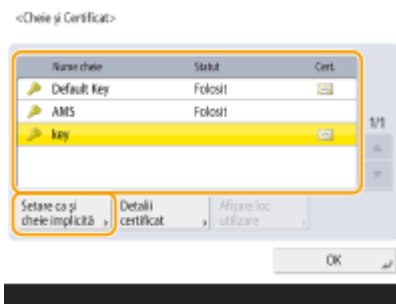 <Cheie și Certificat>
Nume cheie Statut Cert.
Default Key Folosit
AMS Folosit
key
1/1
Setare ca și cheie implicită
Detalii certificat
Afișare loc utilizare
OK